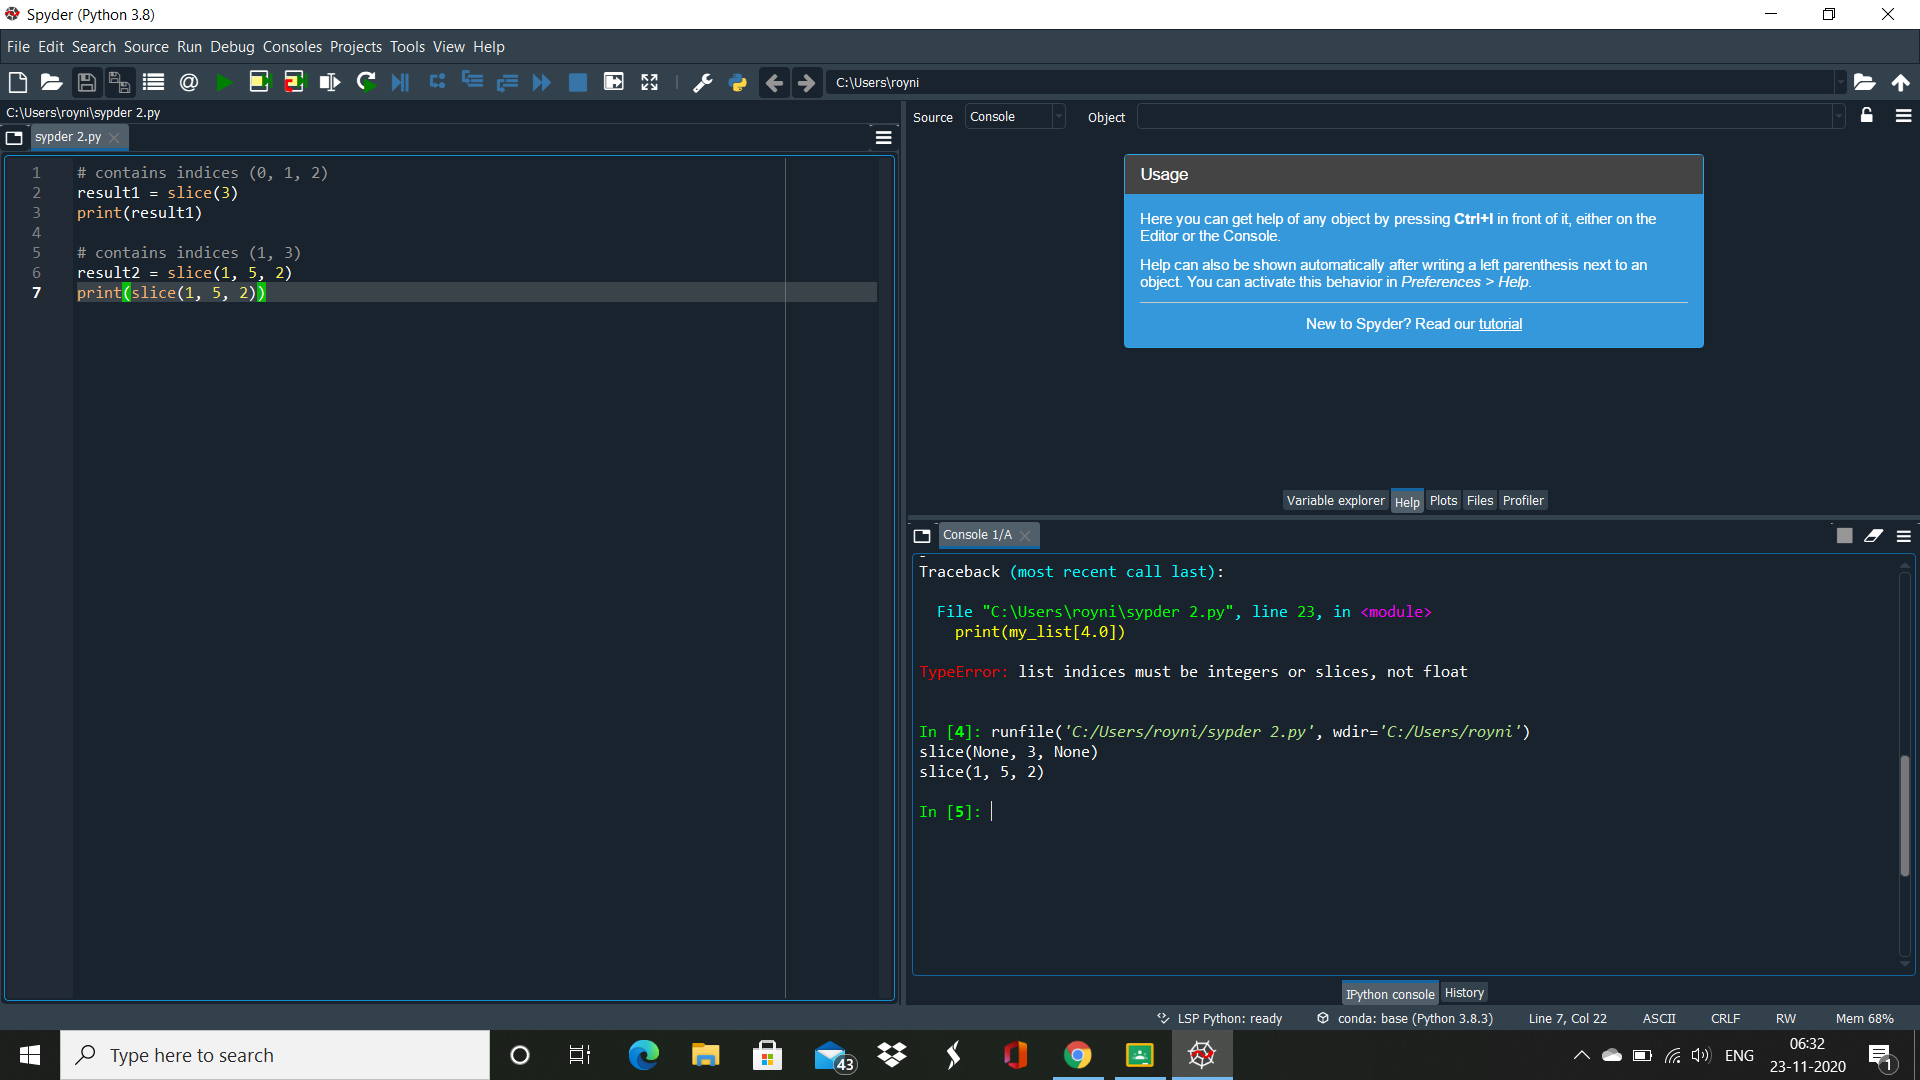 Spyder (Python 3.8)
File Edit Search Source Run Debug Consoles Projects Tools View Help
C:\Users\royni
C:\Users\royni\sypder 2.py
sypder 2.py
1 # contains indices (0, 1, 2)
2 result1 = slice(3)
3 print(result1)
4
5 # contains indices (1, 3)
6 result2 = slice(1, 5, 2)
7 print(slice(1, 5, 2))
Source Console Object
Usage
Here you can get help of any object by pressing Ctrl+I in front of it, either on the
Editor or the Console.
Help can also be shown automatically after writing a left parenthesis next to an
object. You can activate this behavior in Preferences > Help.
New to Spyder? Read our tutorial
Variable explorer Help Plots Files Profiler
Console 1/A
Traceback (most recent call last):
File "C:\Users\royni\sypder 2.py", line 23, in <module>
print(my_list[4.0])
TypeError: list indices must be integers or slices, not float
In [4]: runfile('C:/Users/royni/sypder 2.py', wdir='C:/Users/royni')
slice(None, 3, None)
slice(1, 5, 2)
In [5]:
IPython console History
LSP Python: ready conda: base (Python 3.8.3) Line 7, Col 22 ASCII CRLF RW Mem 68%
Type here to search
43
ENG
06:32
23-11-2020
1